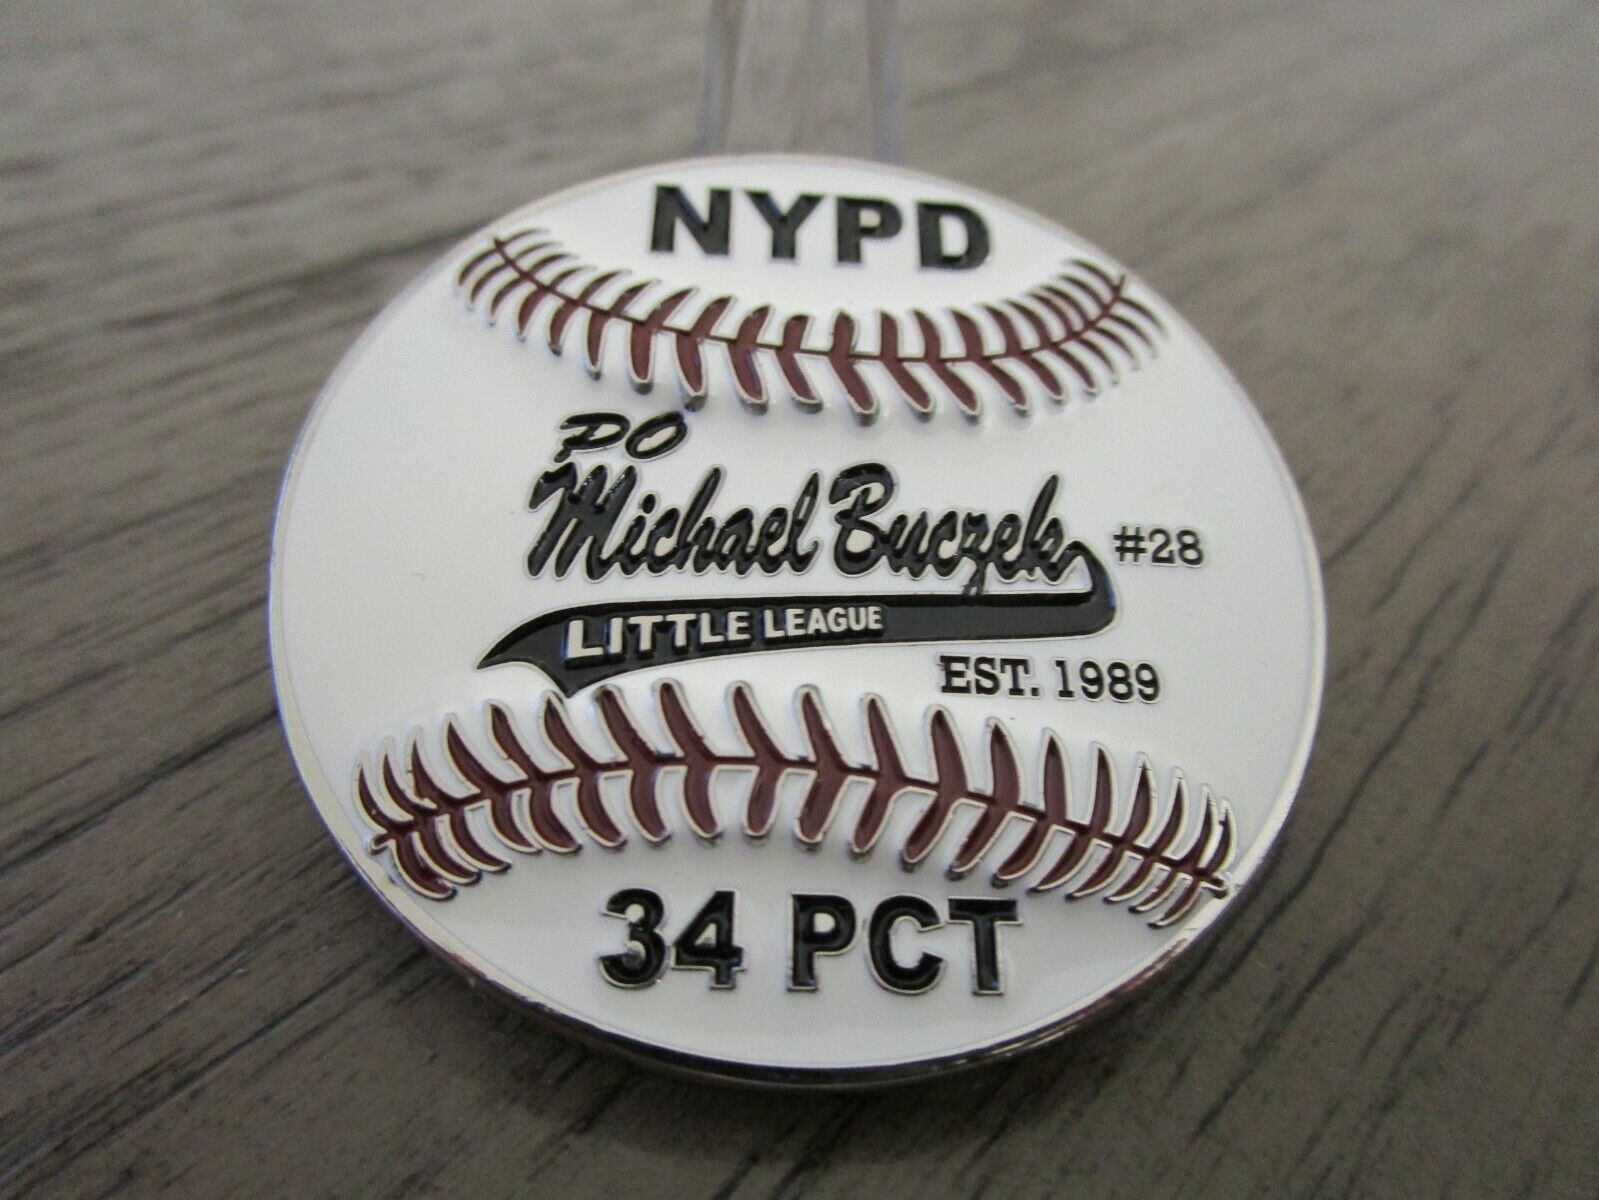 NYPD
PO
Michael Buczek #28
LITTLE LEAGUE
EST. 1989
34 PCT